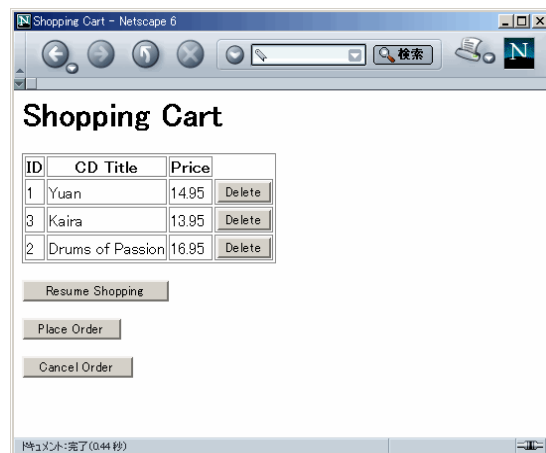 Shopping Cart - Netscape 6
検索
N
Shopping Cart
ID CD Title Price
1 Yuan 14.95 Delete
3 Kaira 13.95 Delete
2 Drums of Passion 16.95 Delete
Resume Shopping
Place Order
Cancel Order
ドキュメント:完了(0.44 秒)